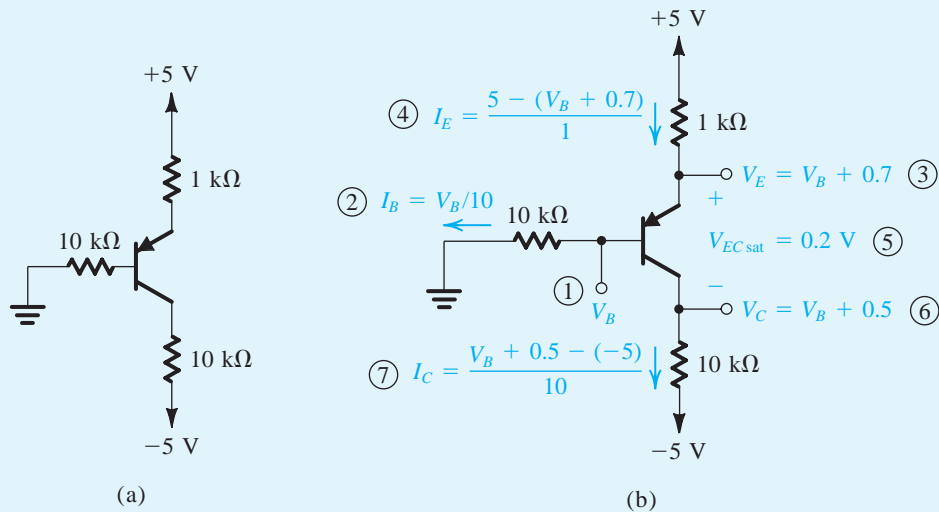 +5 V
1 kΩ
10 kΩ
10 kΩ
−5 V
(a)
+5 V
④ I_E = (5 − (V_B + 0.7))/1
1 kΩ
V_E = V_B + 0.7 ③
+
② I_B = V_B/10
10 kΩ
V_EC sat = 0.2 V ⑤
①
V_B
−
V_C = V_B + 0.5 ⑥
⑦ I_C = (V_B + 0.5 − (−5))/10
10 kΩ
−5 V
(b)